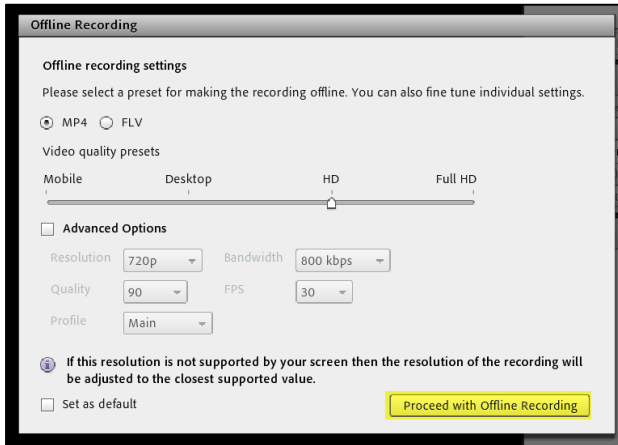 Offline Recording
Offline recording settings
Please select a preset for making the recording offline. You can also fine tune individual settings.
MP4 FLV
Video quality presets
Mobile Desktop HD Full HD
Advanced Options
Resolution 720p Bandwidth 800 kbps
Quality 90 FPS 30
Profile Main
If this resolution is not supported by your screen then the resolution of the recording will
be adjusted to the closest supported value.
Set as default Proceed with Offline Recording